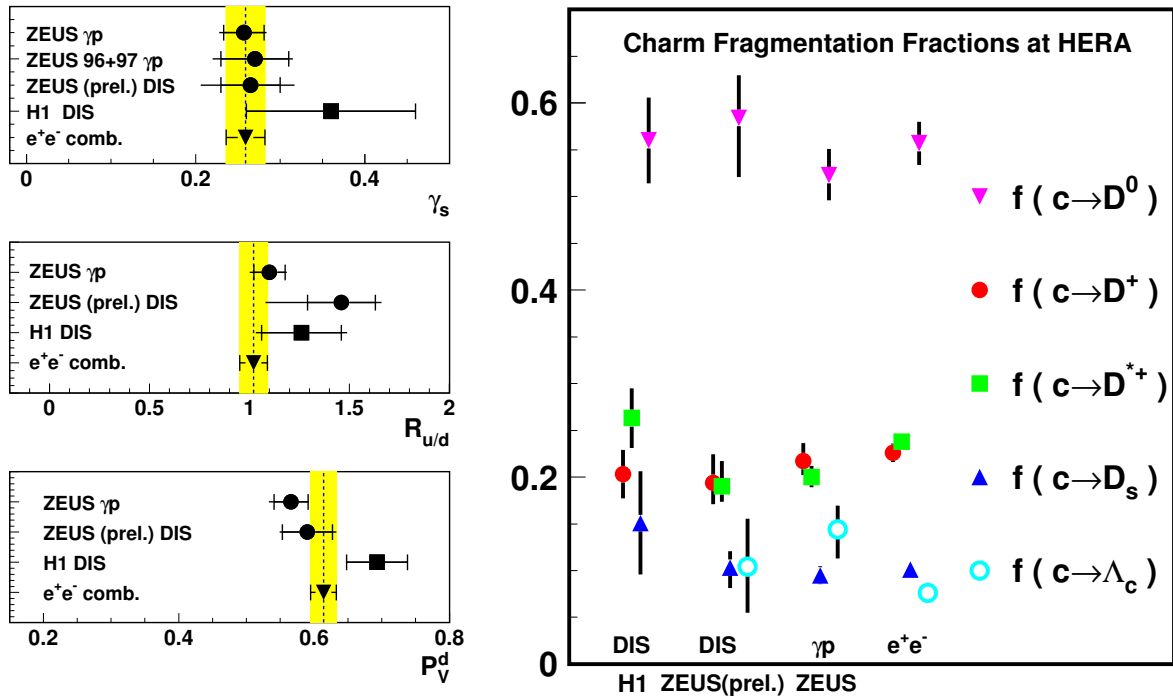 ZEUS γp
ZEUS 96+97 γp
ZEUS (prel.) DIS
H1 DIS
e⁺e⁻ comb.
0 0.2 0.4
γₛ
ZEUS γp
ZEUS (prel.) DIS
H1 DIS
e⁺e⁻ comb.
0 0.5 1 1.5 2
R_{u/d}
ZEUS γp
ZEUS (prel.) DIS
H1 DIS
e⁺e⁻ comb.
0.2 0.4 0.6 0.8
P_V^d
Charm Fragmentation Fractions at HERA
0.6
0.4
0.2
0
f ( c→D⁰ )
f ( c→D⁺ )
f ( c→D*⁺ )
f ( c→Dₛ )
f ( c→Λ_c )
DIS DIS γp e⁺e⁻
H1 ZEUS(prel.) ZEUS